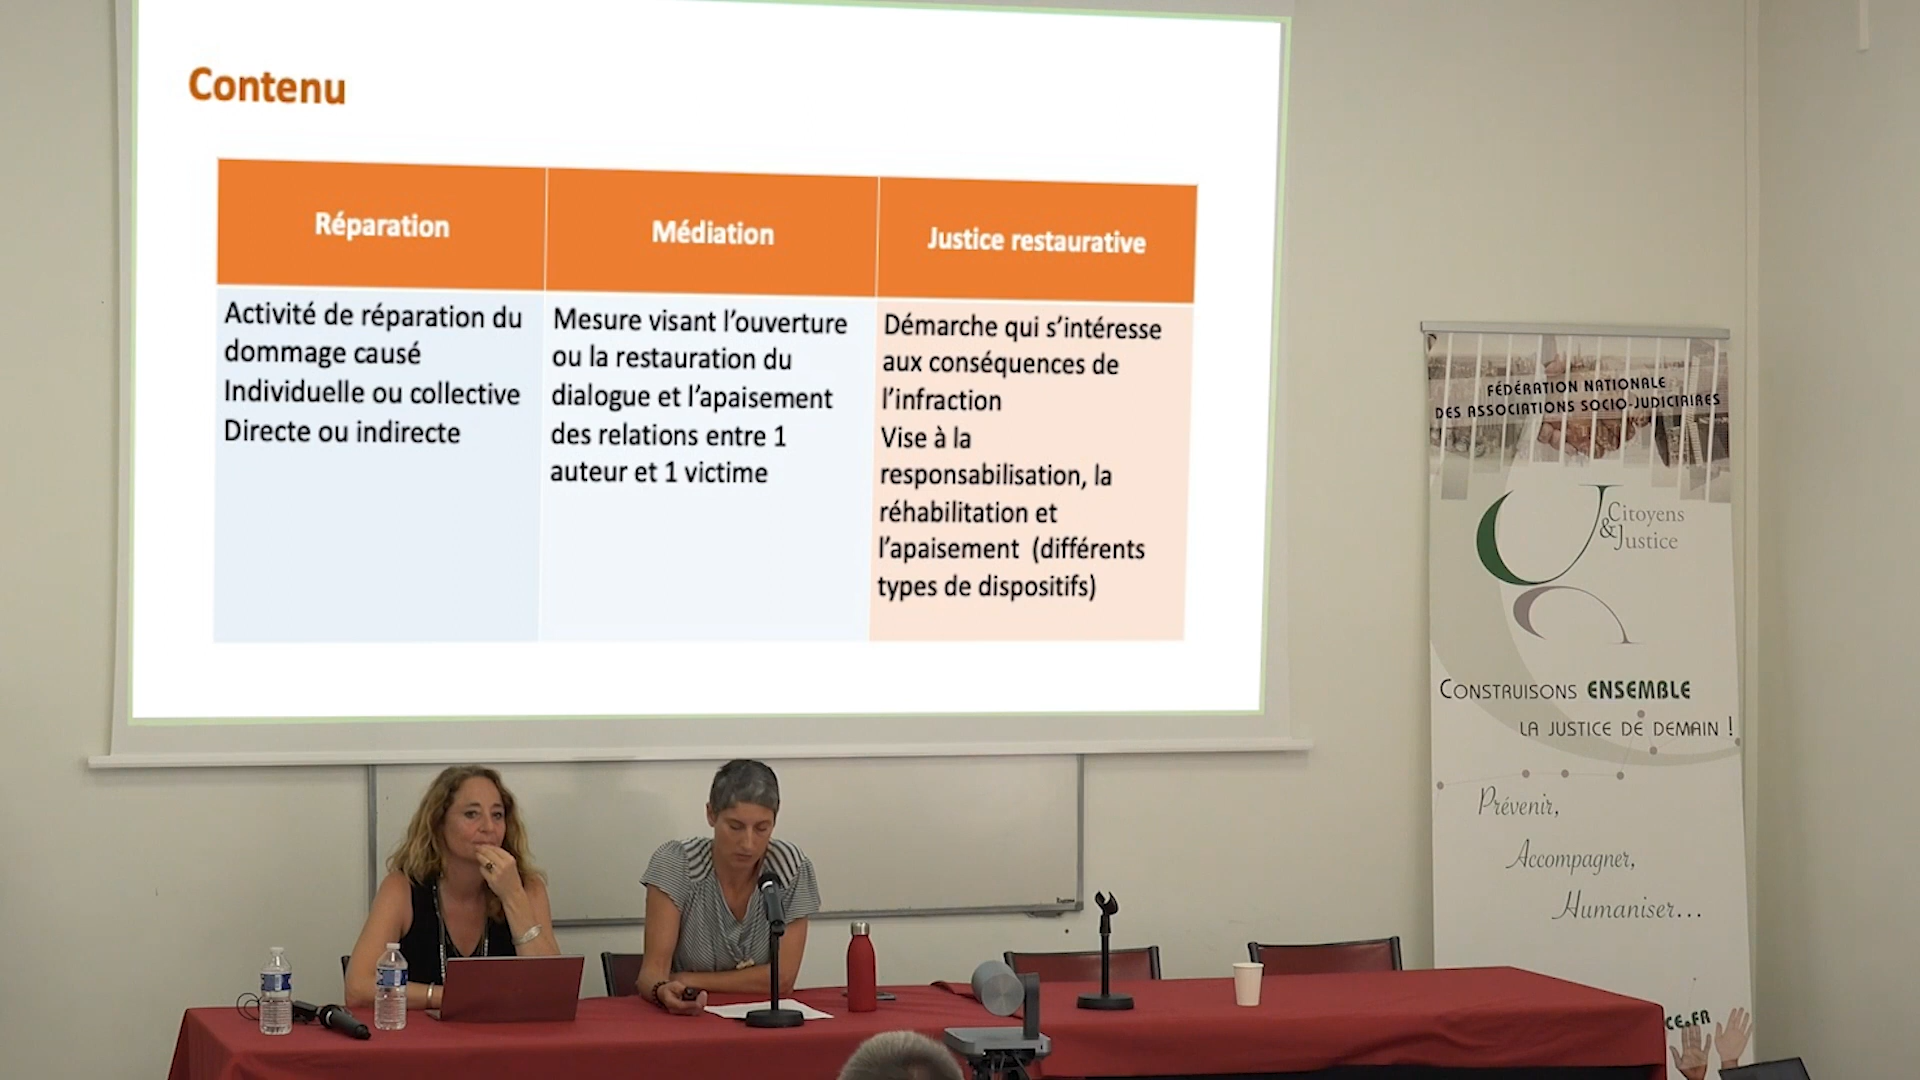 Contenu
Réparation
Médiation
Justice restaurative
Activité de réparation du
dommage causé
Individuelle ou collective
Directe ou indirecte
Mesure visant l’ouverture
ou la restauration du
dialogue et l’apaisement
des relations entre 1
auteur et 1 victime
Démarche qui s’intéresse
aux conséquences de
l’infraction
Vise à la
responsabilisation, la
réhabilitation et
l’apaisement (différents
types de dispositifs)
FÉDÉRATION NATIONALE
DES ASSOCIATIONS SOCIO-JUDICIAIRES
Citoyens
&Justice
CONSTRUISONS ENSEMBLE
LA JUSTICE DE DEMAIN !
Prévenir,
Accompagner,
Humaniser...
CE.FR